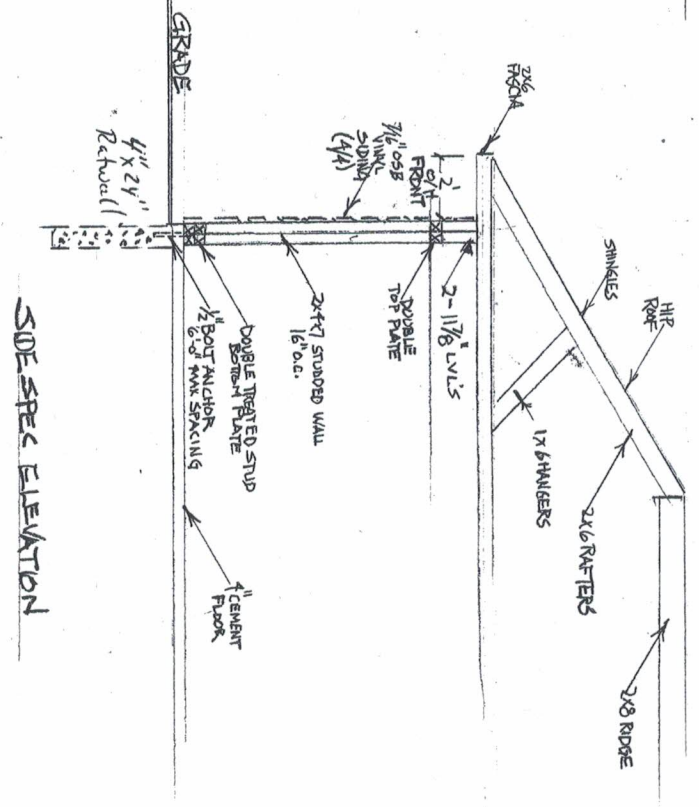 HIP
ROOF
SHINGLES
2X8 RIDGE
2X6 RAFTERS
1X6 HANGERS
2X6
FASCIA
2'
O/H
FRONT
2-11 7/8" LVL'S
DOUBLE
TOP PLATE
7/16" OSB
VINYL
SIDING
(4/4)
2X4X7 STUDDED WALL
16" O.C.
DOUBLE TREATED STUD
BOTTOM PLATE
1/2" BOLT ANCHOR
6'-0" MAX SPACING
GRADE
4" X 24"
Ratwall
4" CEMENT
FLOOR
SIDE SPEC ELEVATION